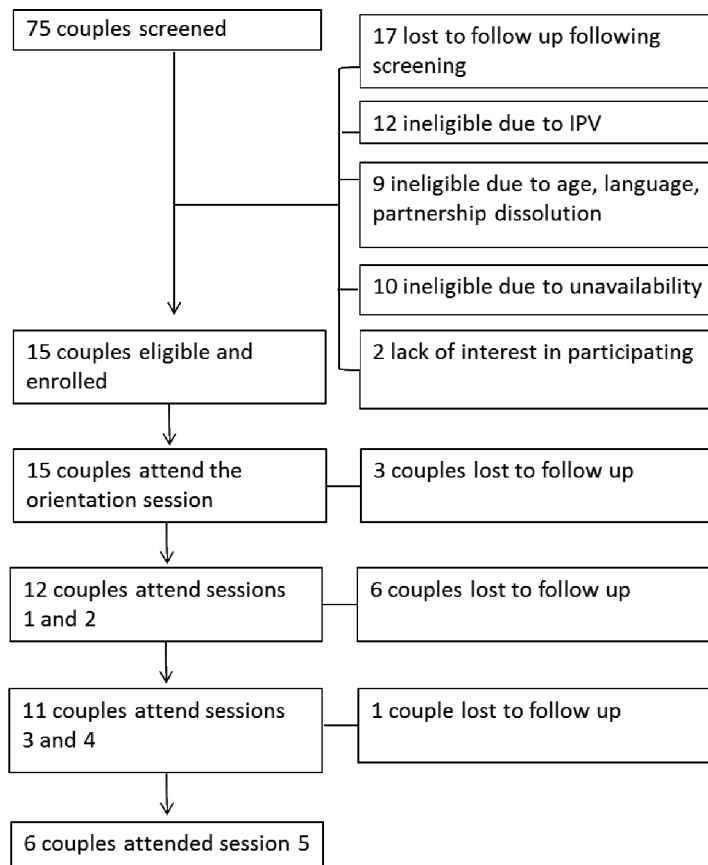 75 couples screened
17 lost to follow up following
screening
12 ineligible due to IPV
9 ineligible due to age, language,
partnership dissolution
10 ineligible due to unavailability
2 lack of interest in participating
15 couples eligible and
enrolled
15 couples attend the
orientation session
3 couples lost to follow up
12 couples attend sessions
1 and 2
6 couples lost to follow up
11 couples attend sessions
3 and 4
1 couple lost to follow up
6 couples attended session 5